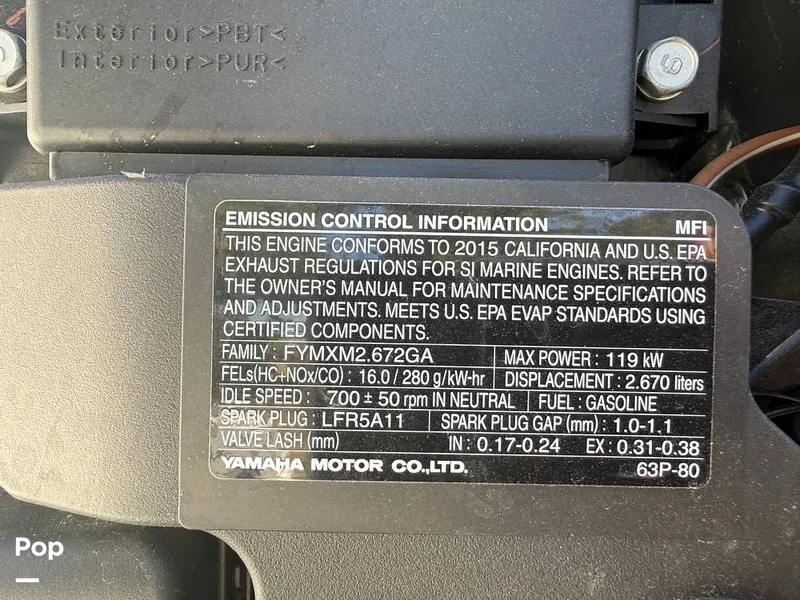 Exterior>PBT<
Interior>PUR<
9
EMISSION CONTROL INFORMATION MFI
THIS ENGINE CONFORMS TO 2015 CALIFORNIA AND U.S. EPA
EXHAUST REGULATIONS FOR SI MARINE ENGINES. REFER TO
THE OWNER'S MANUAL FOR MAINTENANCE SPECIFICATIONS
AND ADJUSTMENTS. MEETS U.S. EPA EVAP STANDARDS USING
CERTIFIED COMPONENTS.
FAMILY : FYMXM2.672GA MAX POWER : 119 kW
FELs(HC+NOx/CO) : 16.0 / 280 g/kW-hr DISPLACEMENT : 2.670 liters
IDLE SPEED : 700 ± 50 rpm IN NEUTRAL FUEL : GASOLINE
SPARK PLUG : LFR5A11 SPARK PLUG GAP (mm) : 1.0-1.1
VALVE LASH (mm) IN : 0.17-0.24 EX : 0.31-0.38
YAMAHA MOTOR CO.,LTD. 63P-80
Pop